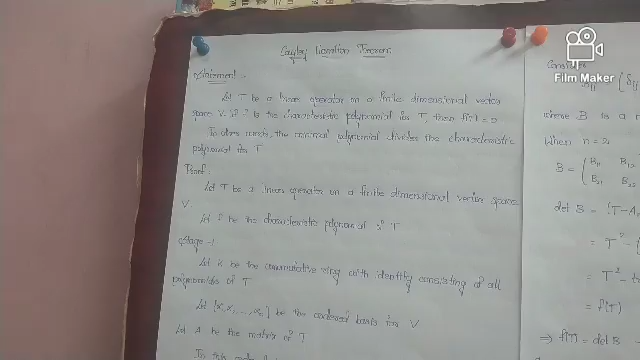 Cayley Hamilton Theorem
Statement :-
Let T be a linear operator on a finite dimensional vector
space V. If f is the characteristic polynomial for T, then f(T) = 0
In other words, the minimal polynomial divides the characteristic
polynomial for T
Proof:
Let T be a linear operator on a finite dimensional vector space
V.
Let f be the characteristic polynomial of T
Stage -1
Let K be the commutative ring with identity consisting of all
polynomials of T
be the ordered basis for V
Let A be the matrix of T
Consider
where B is a
When n = 2
B =
det B = (T - A
= T² -
= T² -
= f(T)
⇒ f(T) = det B
Film Maker